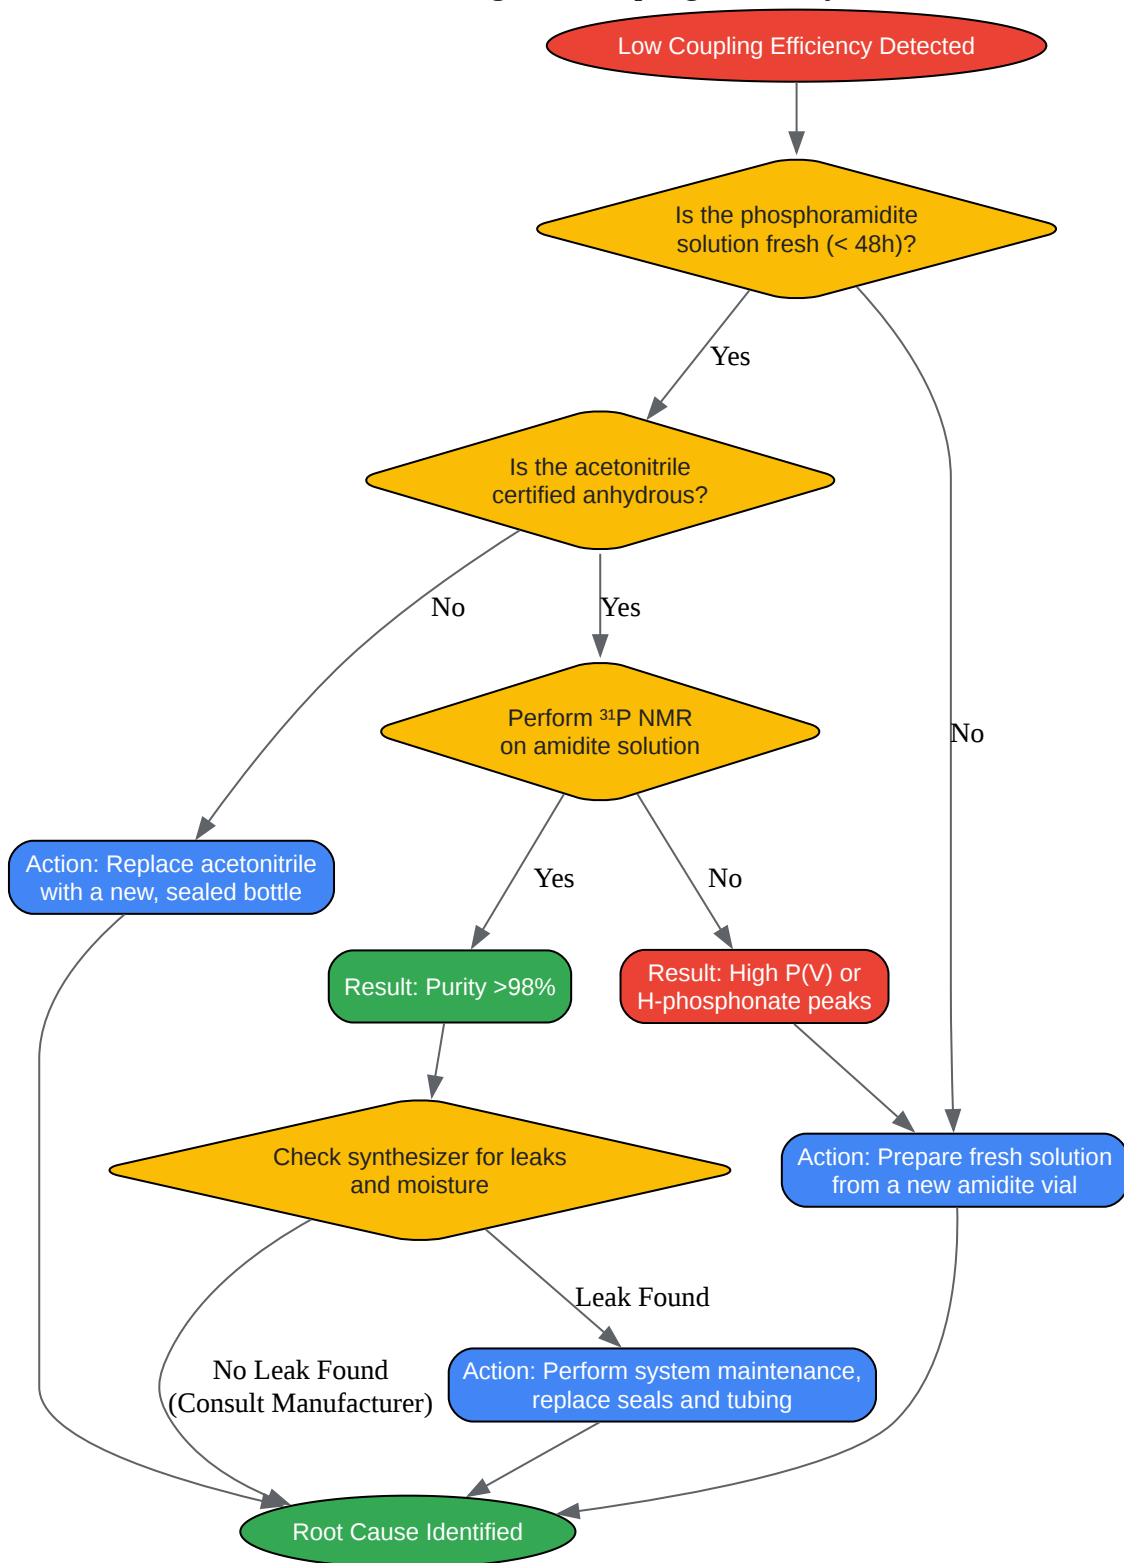 Low Coupling Efficiency Detected
Is the phosphoramidite
solution fresh (< 48h)?
Yes
Is the acetonitrile
certified anhydrous?
No
Yes
Perform ³¹P NMR
on amidite solution
No
Action: Replace acetonitrile
with a new, sealed bottle
Yes
No
Result: Purity >98%
Result: High P(V) or
H-phosphonate peaks
Check synthesizer for leaks
and moisture
Action: Prepare fresh solution
from a new amidite vial
Leak Found
No Leak Found
(Consult Manufacturer)
Action: Perform system maintenance,
replace seals and tubing
Root Cause Identified